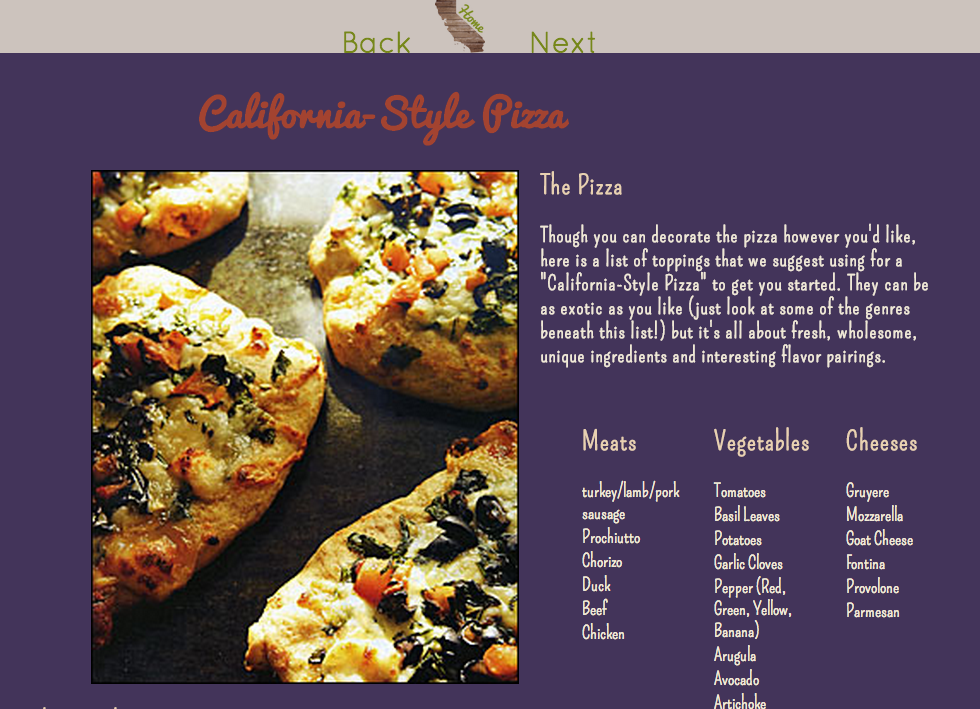 Home
Back
Next
California-Style Pizza
The Pizza
Though you can decorate the pizza however you'd like,
here is a list of toppings that we suggest using for a
"California-Style Pizza" to get you started. They can be
as exotic as you like (just look at some of the genres
beneath this list!) but it's all about fresh, wholesome,
unique ingredients and interesting flavor pairings.
Meats
turkey/lamb/pork
sausage
Prochiutto
Chorizo
Duck
Beef
Chicken
Vegetables
Tomatoes
Basil Leaves
Potatoes
Garlic Cloves
Pepper (Red,
Green, Yellow,
Banana)
Arugula
Avocado
Artichoke
Cheeses
Gruyere
Mozzarella
Goat Cheese
Fontina
Provolone
Parmesan